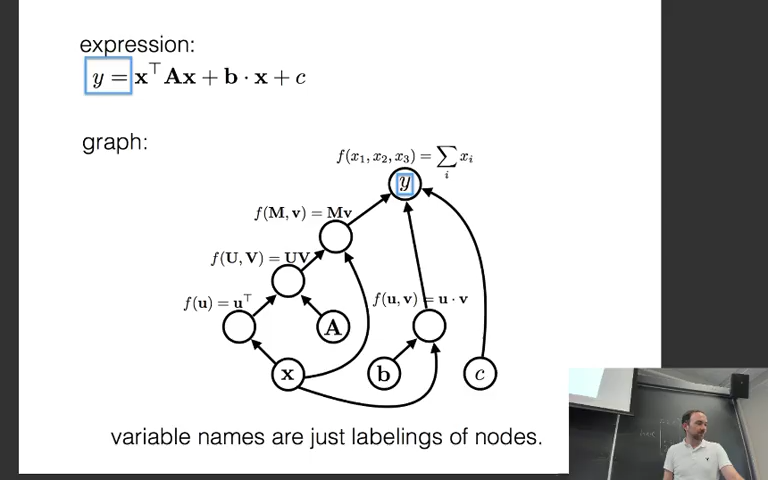 expression:
y = x⊤Ax + b · x + c
graph:
f(x₁, x₂, x₃) = ∑ᵢ xᵢ
y
f(M, v) = Mv
f(U, V) = UV
f(u) = u⊤
f(u, v) = u · v
A
x
b
c
variable names are just labelings of nodes.